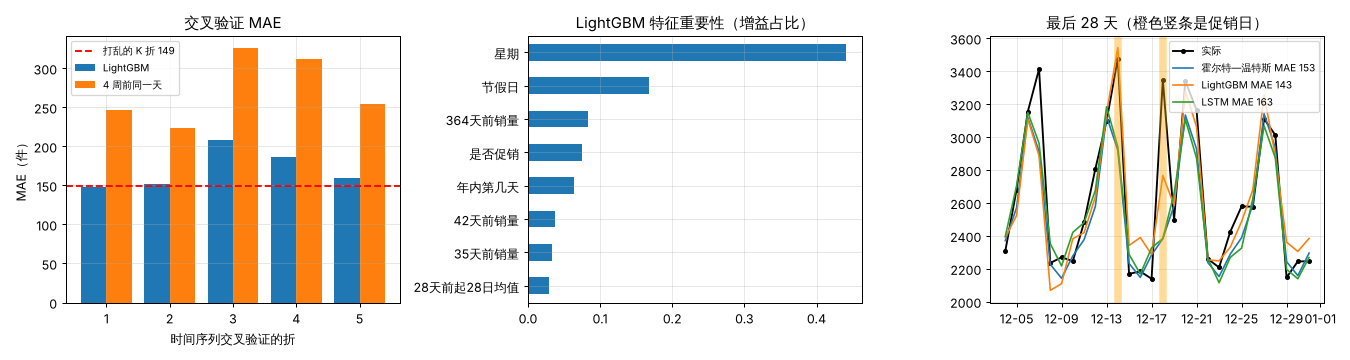 交叉验证 MAE
MAE（件）
300
250
200
150
100
50
0
打乱的 K 折 149
LightGBM
4 周前同一天
1 2 3 4 5
时间序列交叉验证的折
LightGBM 特征重要性（增益占比）
星期
节假日
364天前销量
是否促销
年内第几天
42天前销量
35天前销量
28天前起28日均值
0.0 0.1 0.2 0.3 0.4
最后 28 天（橙色竖条是促销日）
3600
3400
3200
3000
2800
2600
2400
2200
2000
实际
霍尔特—温特斯 MAE 153
LightGBM MAE 143
LSTM MAE 163
12-05 12-09 12-13 12-17 12-21 12-25 12-29 01-01